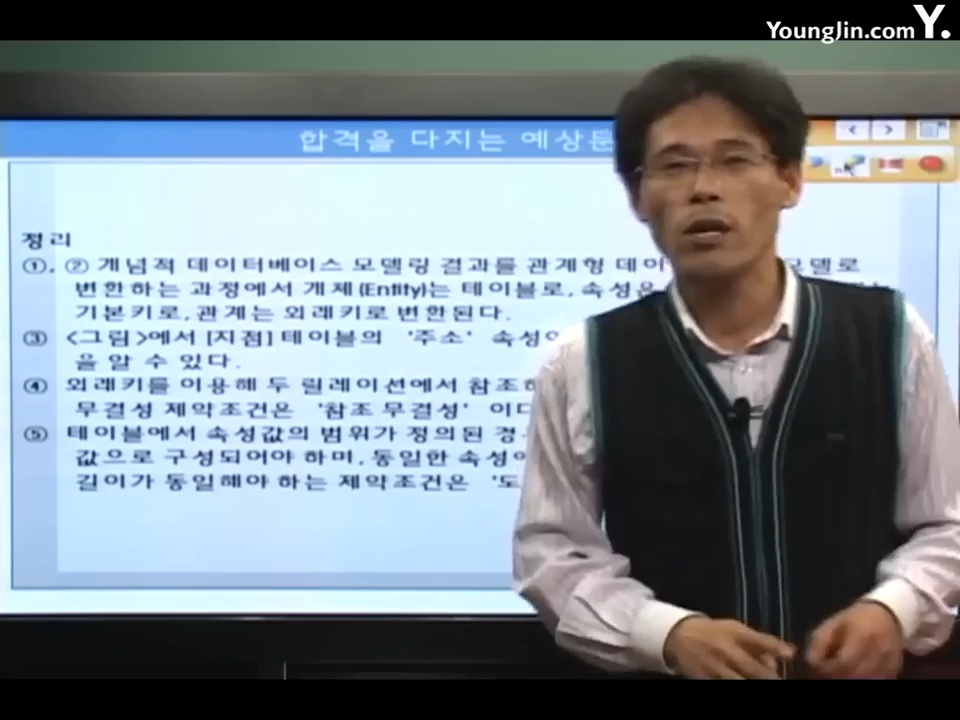 YoungJin.com Y.
합격을 다지는 예상문
정리
①, ② 개념적 데이터베이스 모델링 결과를 관계형 데이 모델로
변환하는 과정에서 개체(Entity)는 테이블로, 속성은
기본키로, 관계는 외래키로 변환된다.
③ <그림>에서 [지점] 테이블의 '주소' 속성
을 알 수 있다.
④ 외래키를 이용해 두 릴레이션에서 참조
무결성 제약조건은 '참조 무결성' 이다
⑤ 테이블에서 속성값의 범위가 정의된 경
값으로 구성되어야 하며, 동일한 속성
길이가 동일해야 하는 제약조건은 '도